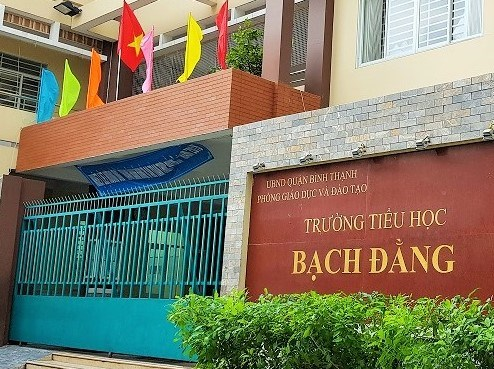 UBND QUẬN BÌNH THẠNH
PHÒNG GIÁO DỤC VÀ ĐÀO TẠO
TRƯỜNG TIỂU HỌC
BẠCH ĐẰNG